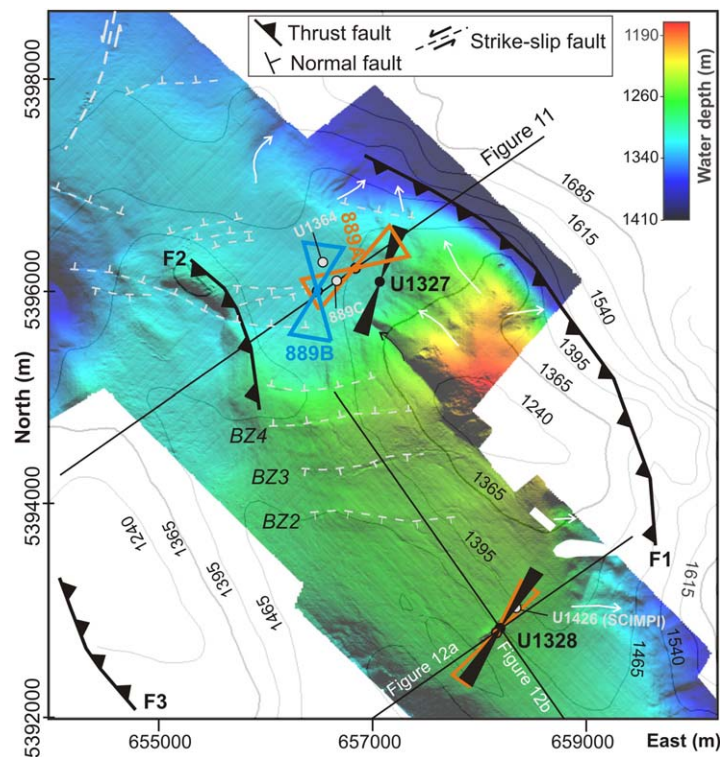 Thrust fault
Normal fault
Strike-slip fault
Water depth (m)
1190
1260
1340
1410
5398000
5396000
5394000
5392000
North (m)
Figure 11
1685
1615
1540
1395
1365
1240
U1364
889A
F2
U1327
889C
889B
BZ4
BZ3
BZ2
1365
1395
1240
1365
1395
1465
F1
1615
U1426 (SCIMPI)
U1328
1465
1540
Figure 12a
Figure 12b
F3
655000
657000
659000
East (m)